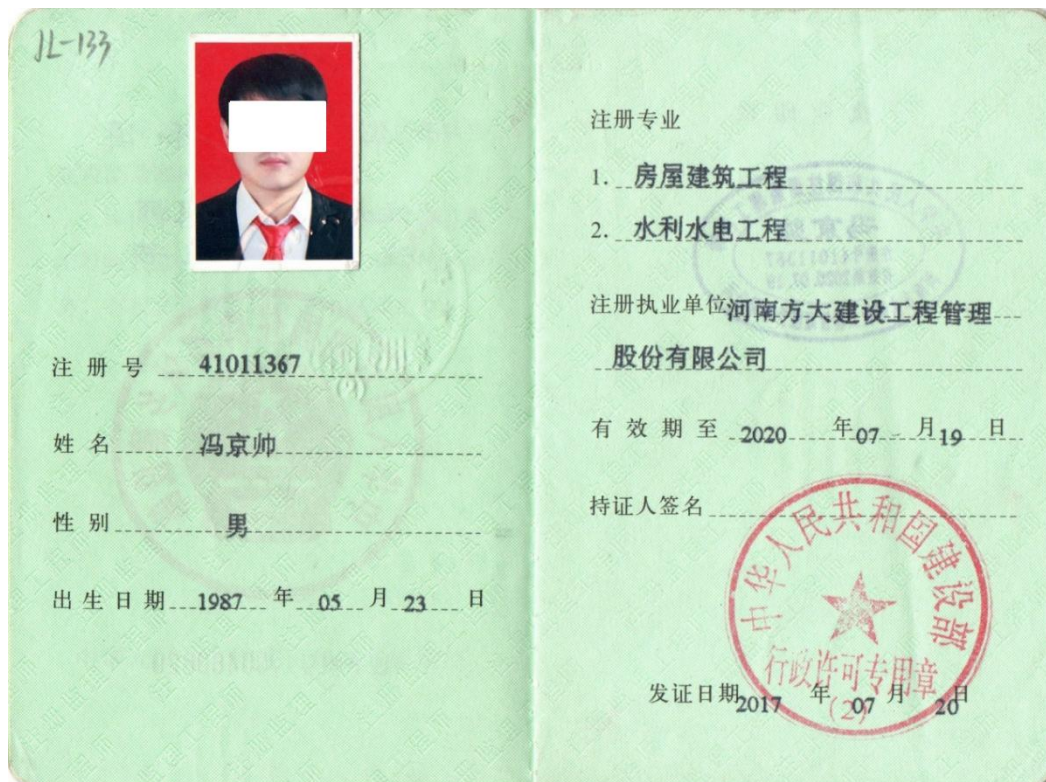 JL-133
注册号 41011367
姓名 冯京帅
性别 男
出生日期 1987 年 05 月 23 日
注册专业
1. 房屋建筑工程
2. 水利水电工程
注册执业单位 河南方大建设工程管理
股份有限公司
有效期至 2020 年 07 月 19 日
持证人签名
中华人民共和国建设部
行政许可专用章
(2)
发证日期 2017 年 07 月 20 日